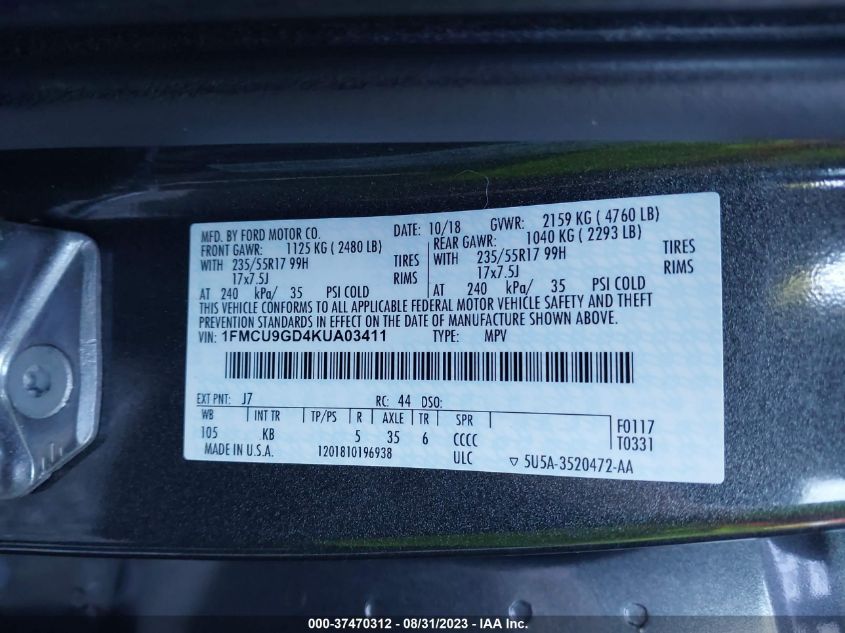 MFD. BY FORD MOTOR CO. DATE: 10/18 GVWR: 2159 KG ( 4760 LB)
FRONT GAWR: 1125 KG ( 2480 LB) REAR GAWR: 1040 KG ( 2293 LB)
WITH 235/55R17 99H TIRES WITH 235/55R17 99H TIRES
17x7.5J RIMS 17x7.5J RIMS
AT 240 kPa/ 35 PSI COLD AT 240 kPa/ 35 PSI COLD
THIS VEHICLE CONFORMS TO ALL APPLICABLE FEDERAL MOTOR VEHICLE SAFETY AND THEFT
PREVENTION STANDARDS IN EFFECT ON THE DATE OF MANUFACTURE SHOWN ABOVE.
VIN: 1FMCU9GD4KUA03411 TYPE: MPV
EXT PNT: J7 RC: 44 DSO:
WB INT TR TP/PS R AXLE TR SPR F0117
105 KB 5 35 6 CCCC T0331
MADE IN U.S.A. 1201810196938 ULC ▽ 5U5A-3520472-AA
000-37470312 - 08/31/2023 - IAA Inc.